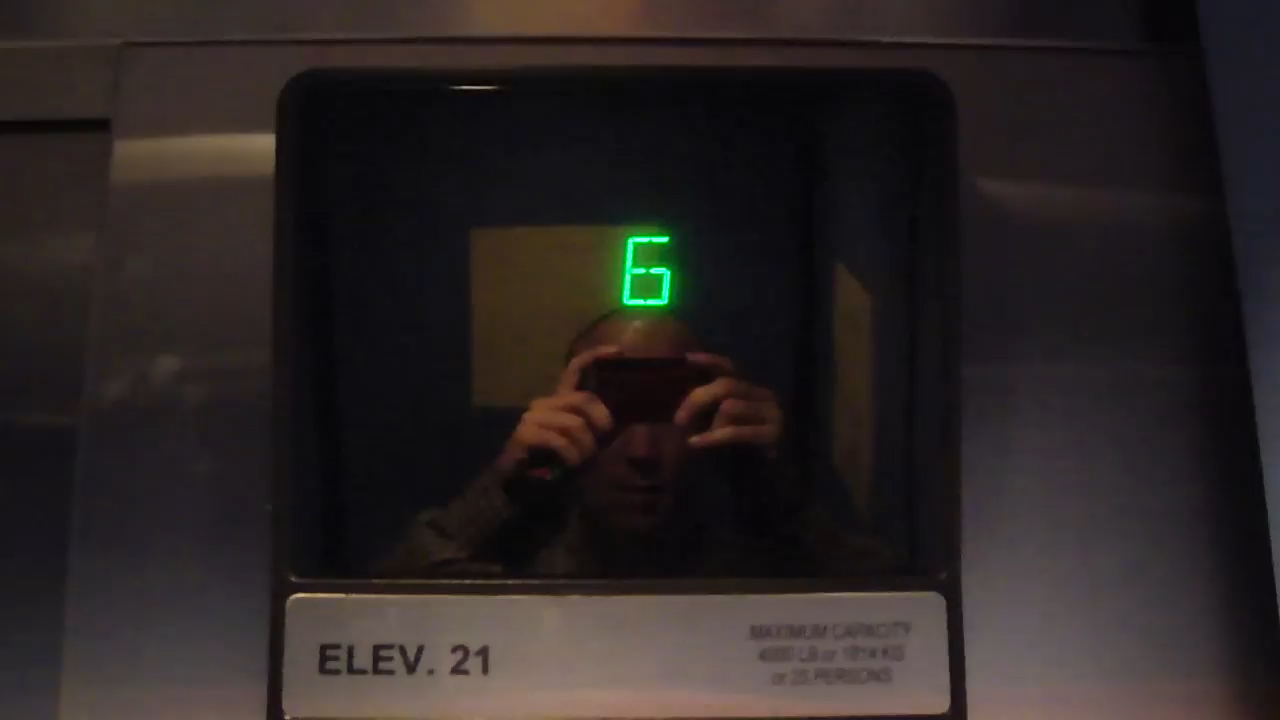 6
ELEV. 21
MAXIMUM CAPACITY
4000 LB or 1814 KG
or 25 PERSONS